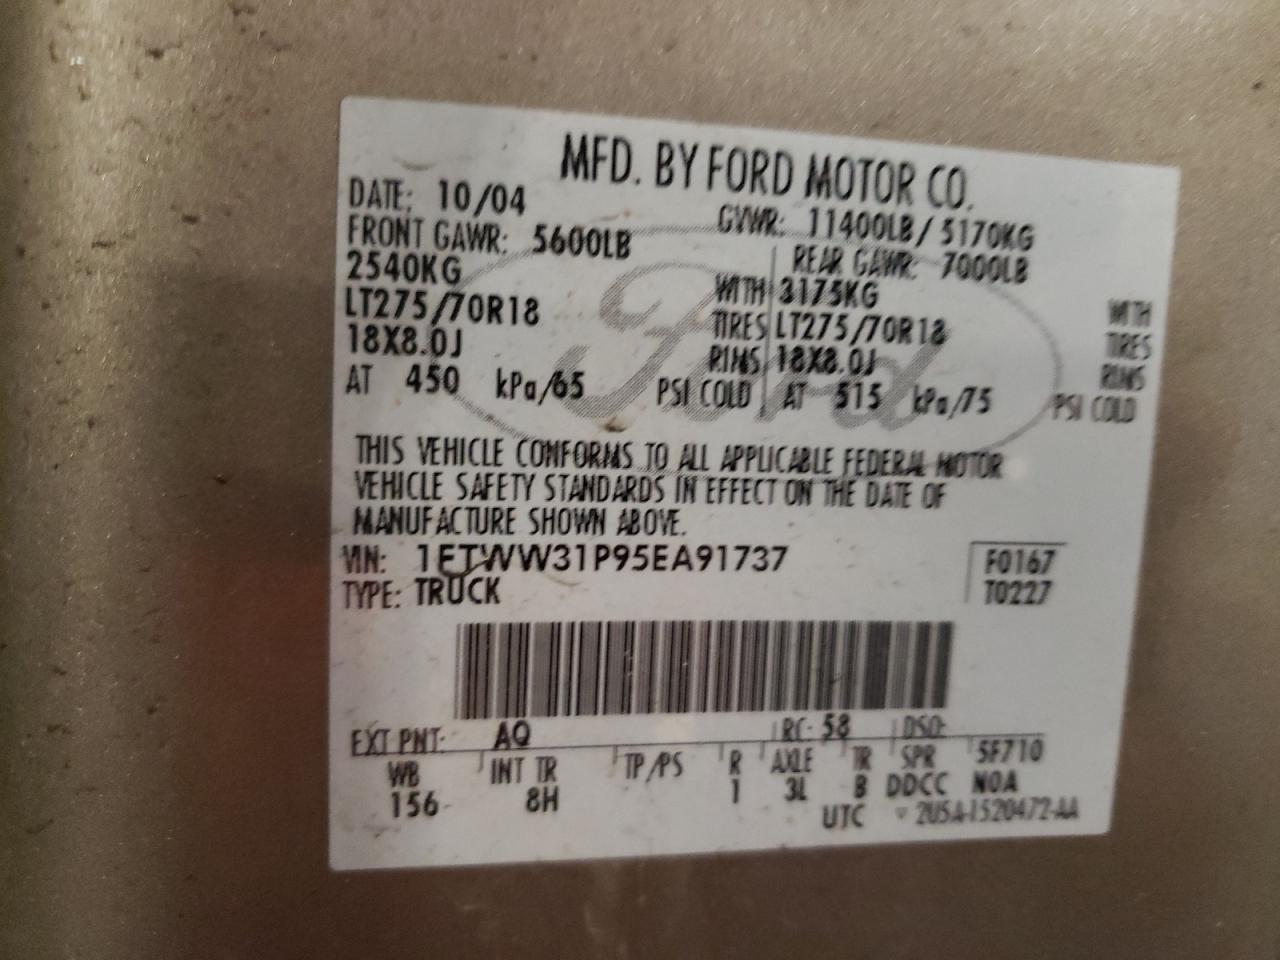 MFD. BY FORD MOTOR CO.
DATE: 10/04 GVWR: 11400LB/ 5170KG
FRONT GAWR: 5600LB REAR GAWR: 7000LB
2540KG WITH 3175KG WITH
LT275/70R18 TIRES LT275/70R18 TIRES
18X8.0J RIMS 18X8.0J RIMS
AT 450 kPa/65 PSI COLD AT 515 kPa/75 PSI COLD
Ford
THIS VEHICLE CONFORMS TO ALL APPLICABLE FEDERAL MOTOR
VEHICLE SAFETY STANDARDS IN EFFECT ON THE DATE OF
MANUFACTURE SHOWN ABOVE.
VIN: 1FTWW31P95EA91737 F0167
TYPE: TRUCK T0227
EXT PNT: AQ RC: 58 DSO:
WB INT TR TP/PS R AXLE TR SPR 5F710
156 8H 1 3L B DDCC N0A
UTC ▽ 2U5A-1520472-AA